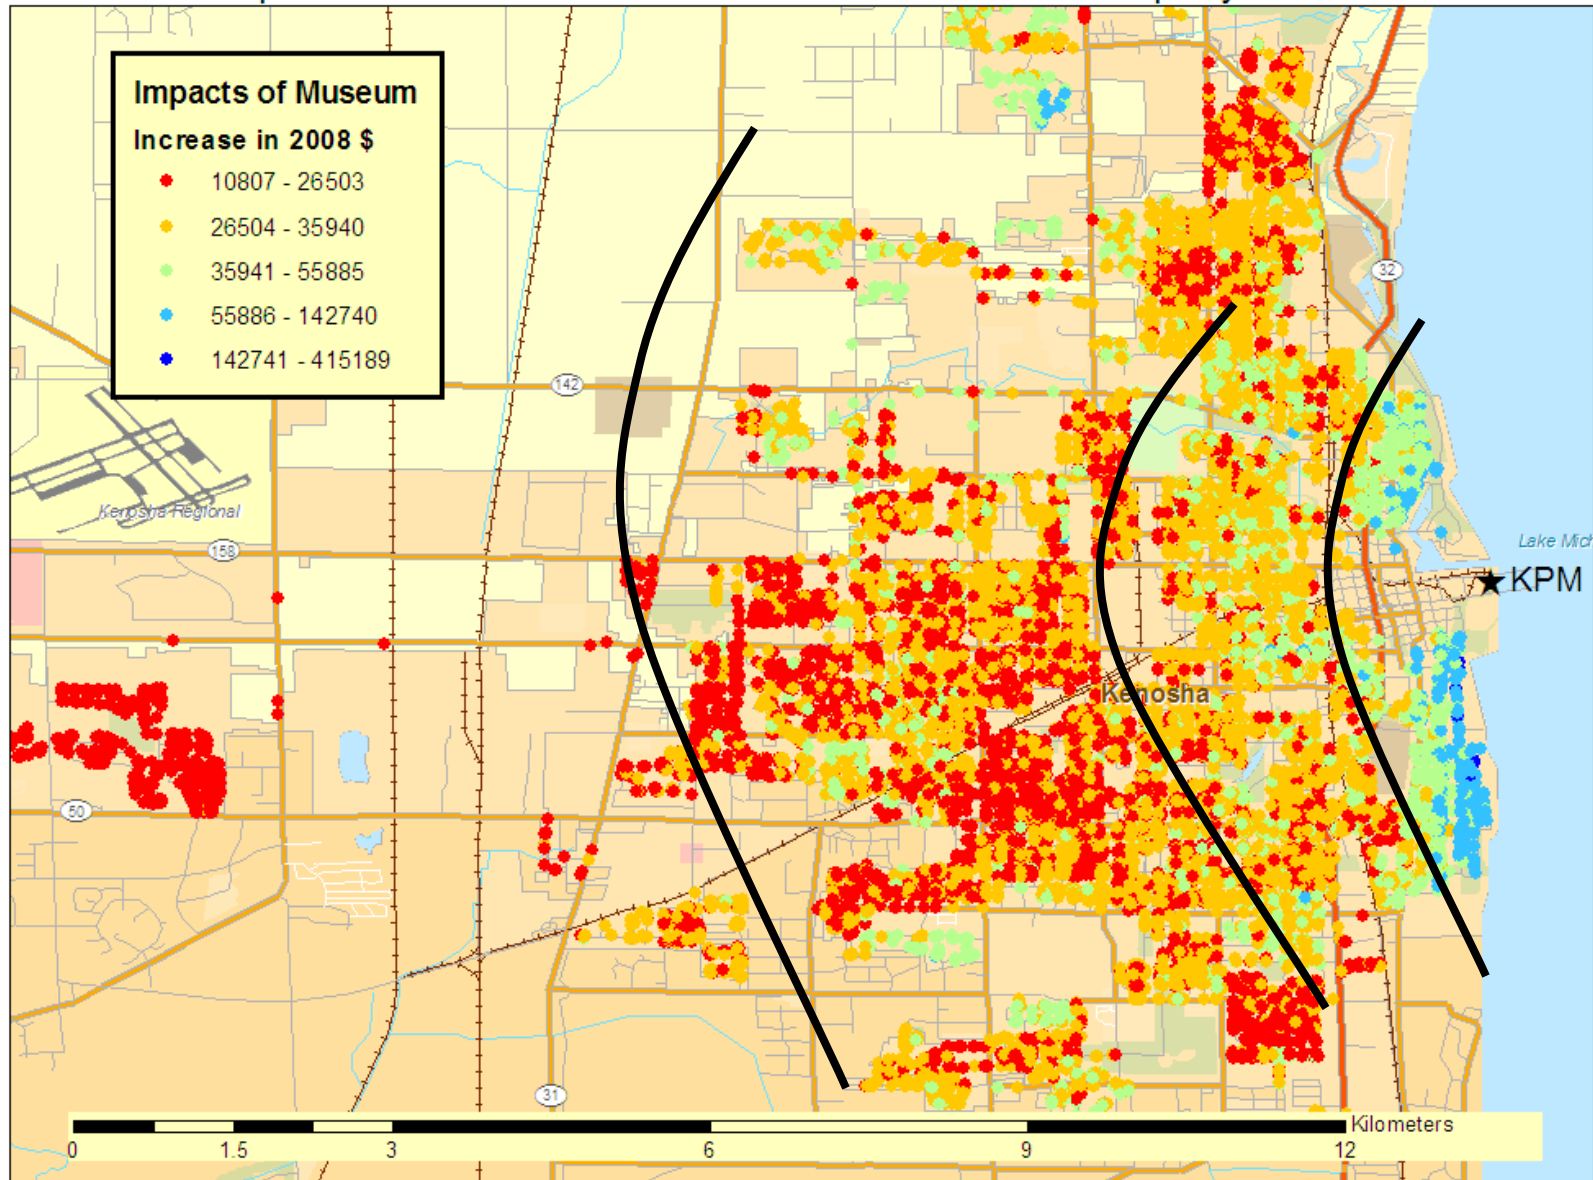 Impacts of Museum
Increase in 2008 $
10807 - 26503
26504 - 35940
35941 - 55885
55886 - 142740
142741 - 415189
32
142
Kenosha Regional
158
Lake Mich
KPM
Kenosha
50
31
Kilometers
0 1.5 3 6 9 12